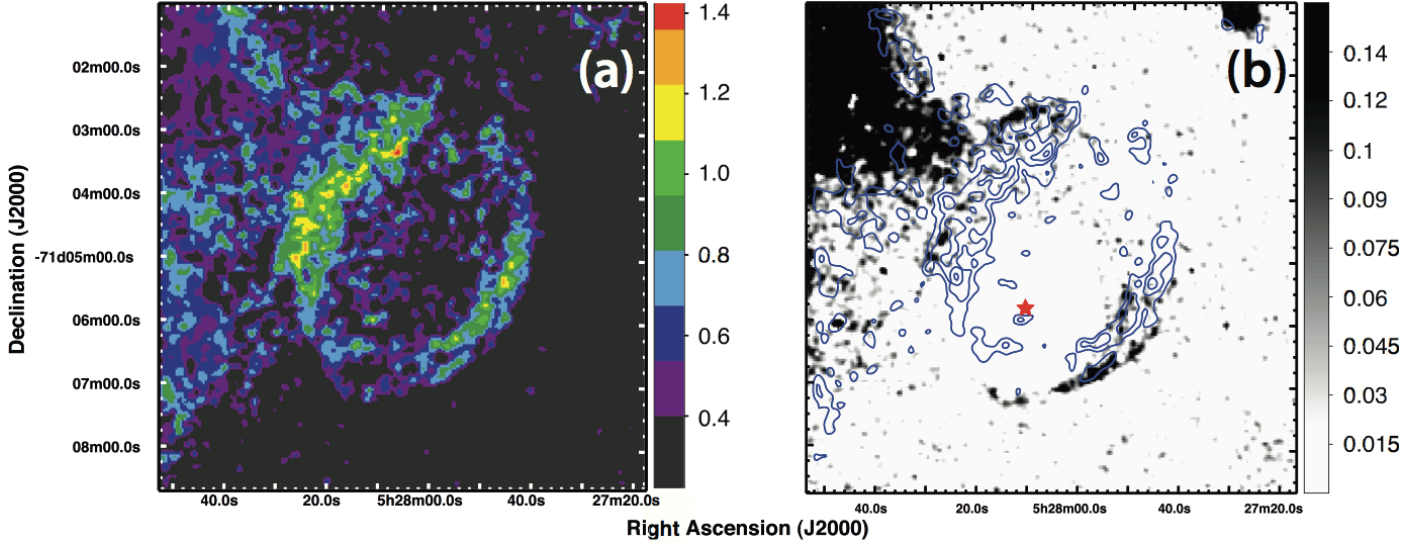 (a)
(b)
Declination (J2000)
02m00.0s
03m00.0s
04m00.0s
-71d05m00.0s
06m00.0s
07m00.0s
08m00.0s
1.4
1.2
1.0
0.8
0.6
0.4
0.14
0.12
0.1
0.09
0.075
0.06
0.045
0.03
0.015
40.0s 20.0s 5h28m00.0s 40.0s 27m20.0s
40.0s 20.0s 5h28m00.0s 40.0s 27m20.0s
Right Ascension (J2000)